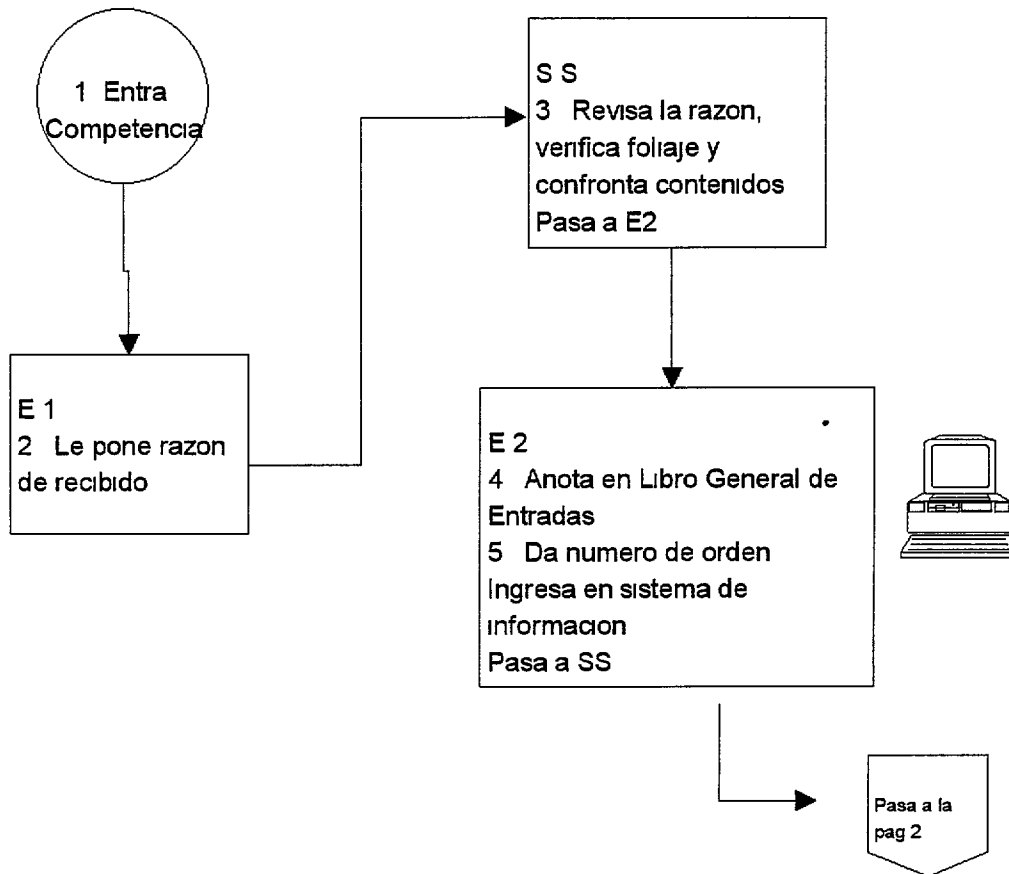 1 Entra
Competencia
E 1
2 Le pone razon
de recibido
S S
3 Revisa la razon,
verifica foliaje y
confronta contenidos
Pasa a E2
E 2
4 Anota en Libro General de
Entradas
5 Da numero de orden
Ingresa en sistema de
informacion
Pasa a SS
Pasa a la
pag 2